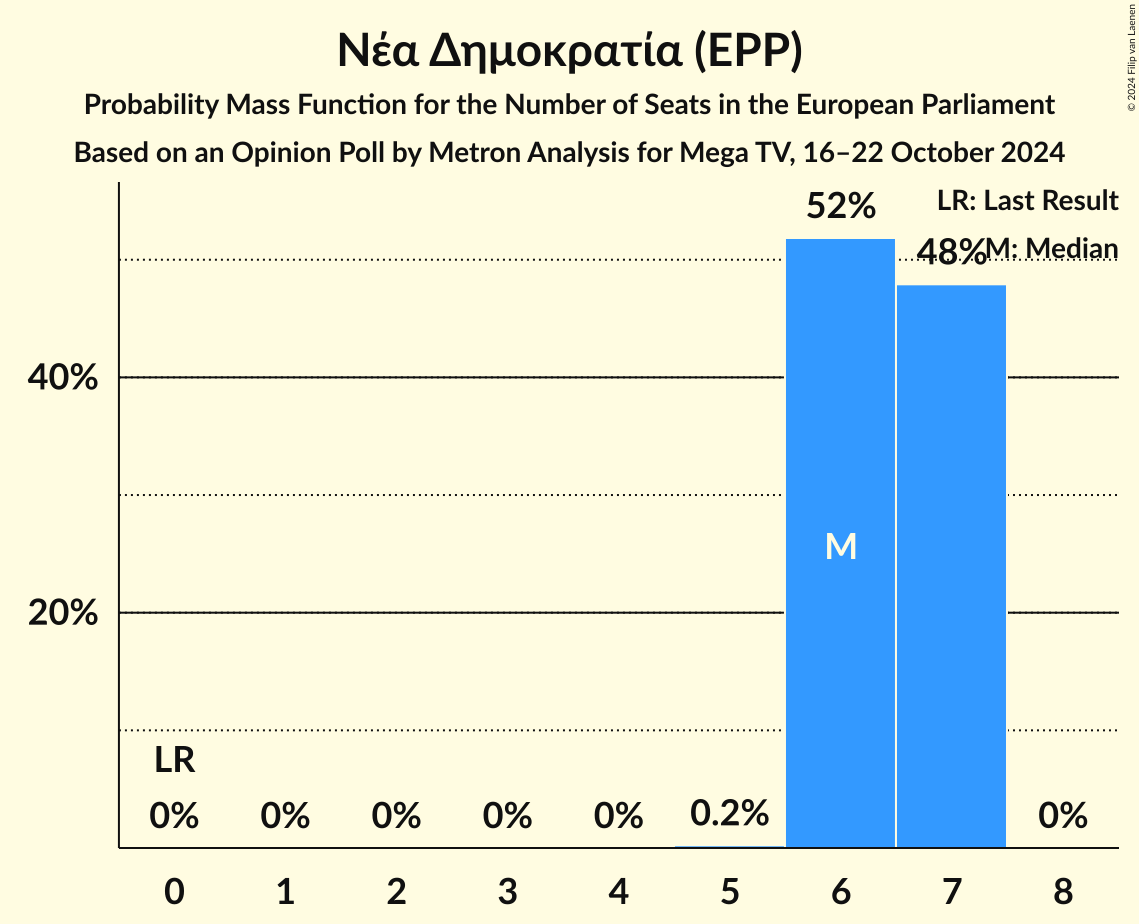 Νέα Δημοκρατία (EPP)
Probability Mass Function for the Number of Seats in the European Parliament
Based on an Opinion Poll by Metron Analysis for Mega TV, 16–22 October 2024
© 2024 Filip van Laenen
LR: Last Result
M: Median
52%
48%
40%
20%
M
LR
0%
0%
0%
0%
0%
0.2%
0%
0
1
2
3
4
5
6
7
8